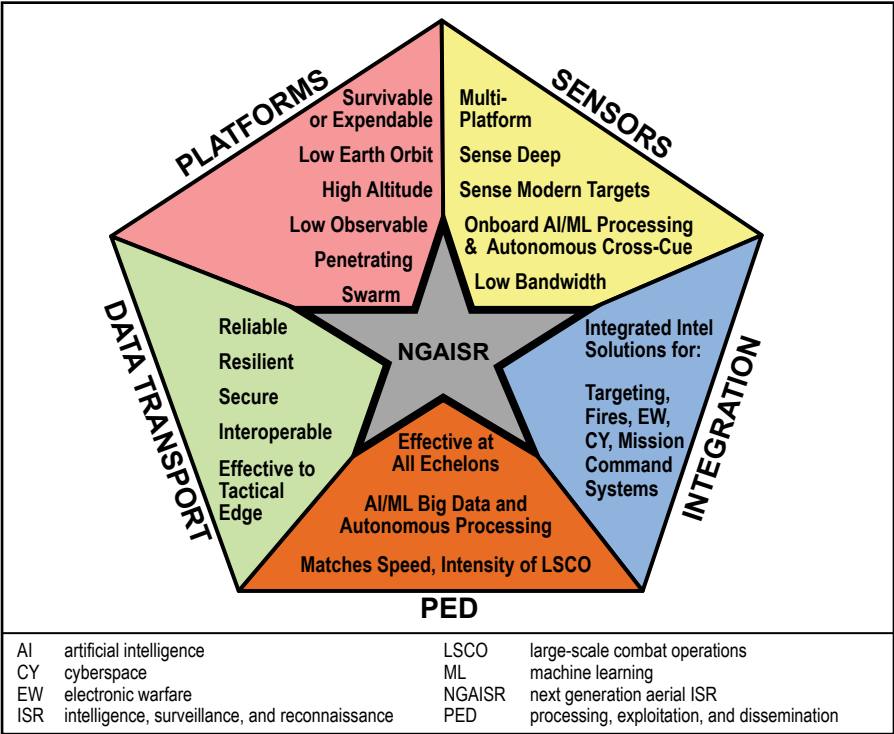 PLATFORMS
Survivable
or Expendable
Low Earth Orbit
High Altitude
Low Observable
Penetrating
Swarm
SENSORS
Multi-
Platform
Sense Deep
Sense Modern Targets
Onboard AI/ML Processing
& Autonomous Cross-Cue
Low Bandwidth
DATA TRANSPORT
Reliable
Resilient
Secure
Interoperable
Effective to
Tactical
Edge
NGAISR
INTEGRATION
Integrated Intel
Solutions for:
Targeting,
Fires, EW,
CY, Mission
Command
Systems
Effective at
All Echelons
AI/ML Big Data and
Autonomous Processing
Matches Speed, Intensity of LSCO
PED
AI artificial intelligence
CY cyberspace
EW electronic warfare
ISR intelligence, surveillance, and reconnaissance
LSCO large-scale combat operations
ML machine learning
NGAISR next generation aerial ISR
PED processing, exploitation, and dissemination